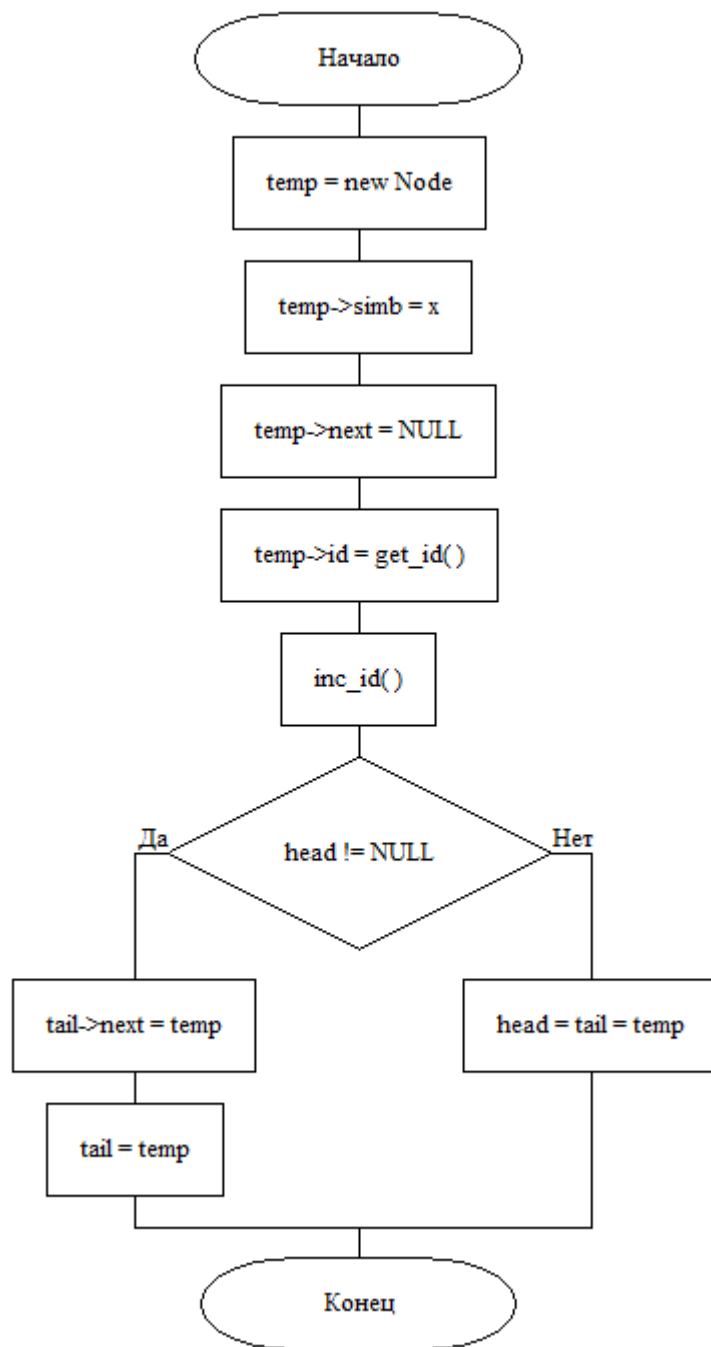 Начало
temp = new Node
temp->simb = x
temp->next = NULL
temp->id = get_id( )
inc_id( )
Да
head != NULL
Нет
tail->next = temp
head = tail = temp
tail = temp
Конец